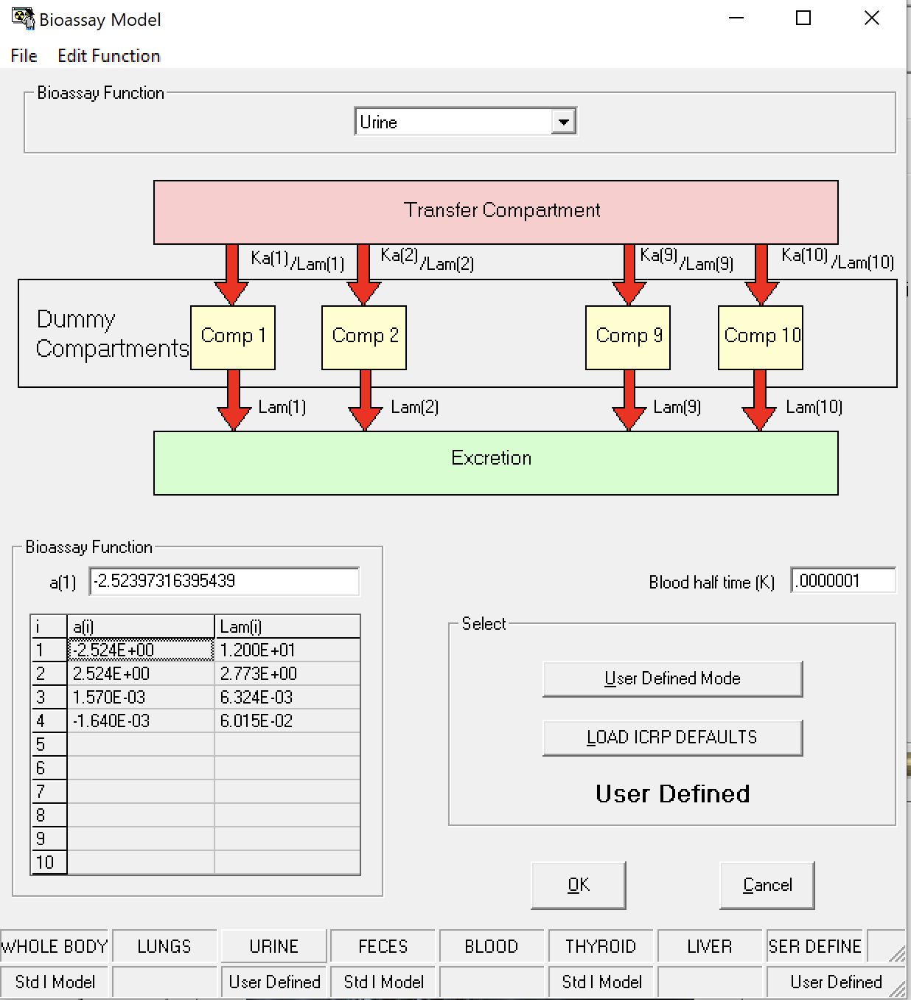 Bioassay Model
File Edit Function
Bioassay Function
Urine
Transfer Compartment
Ka(1)/Lam(1) Ka(2)/Lam(2) Ka(9)/Lam(9) Ka(10)/Lam(10)
Dummy
Compartments
Comp 1 Comp 2 Comp 9 Comp 10
Lam(1) Lam(2) Lam(9) Lam(10)
Excretion
Bioassay Function
a(1) -2.52397316395439
Blood half time (K) .0000001
i a(i) Lam(i)
1 -2.524E+00 1.200E+01
2 2.524E+00 2.773E+00
3 1.570E-03 6.324E-03
4 -1.640E-03 6.015E-02
5
6
7
8
9
10
Select
User Defined Mode
LOAD ICRP DEFAULTS
User Defined
OK Cancel
WHOLE BODY LUNGS URINE FECES BLOOD THYROID LIVER SER DEFINE
Std I Model User Defined Std I Model Std I Model User Defined